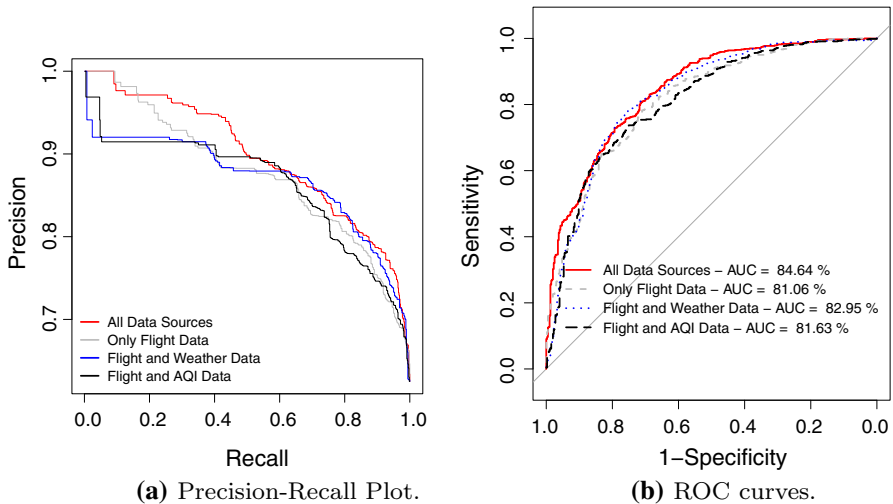 1.0
0.9
0.8
0.7
Precision
All Data Sources
Only Flight Data
Flight and Weather Data
Flight and AQI Data
0.0 0.2 0.4 0.6 0.8 1.0
Recall
(a) Precision-Recall Plot.
1.0
0.8
0.6
0.4
0.2
0.0
Sensitivity
All Data Sources – AUC = 84.64 %
Only Flight Data – AUC = 81.06 %
Flight and Weather Data – AUC = 82.95 %
Flight and AQI Data – AUC = 81.63 %
1.0 0.8 0.6 0.4 0.2 0.0
1–Specificity
(b) ROC curves.